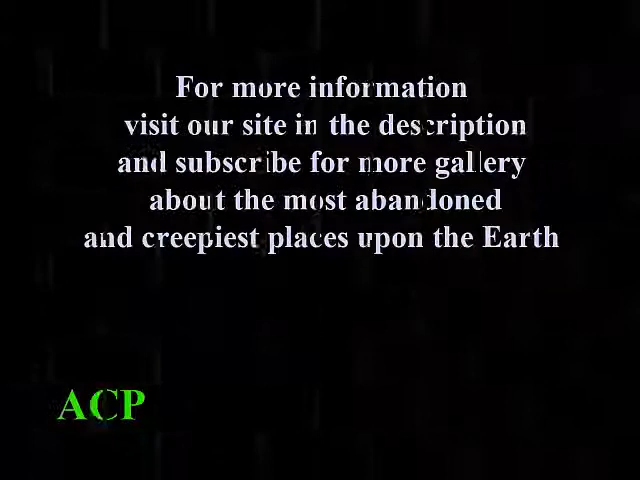 For more information
visit our site in the description
and subscribe for more gallery
about the most abandoned
and creepiest places upon the Earth
ACP